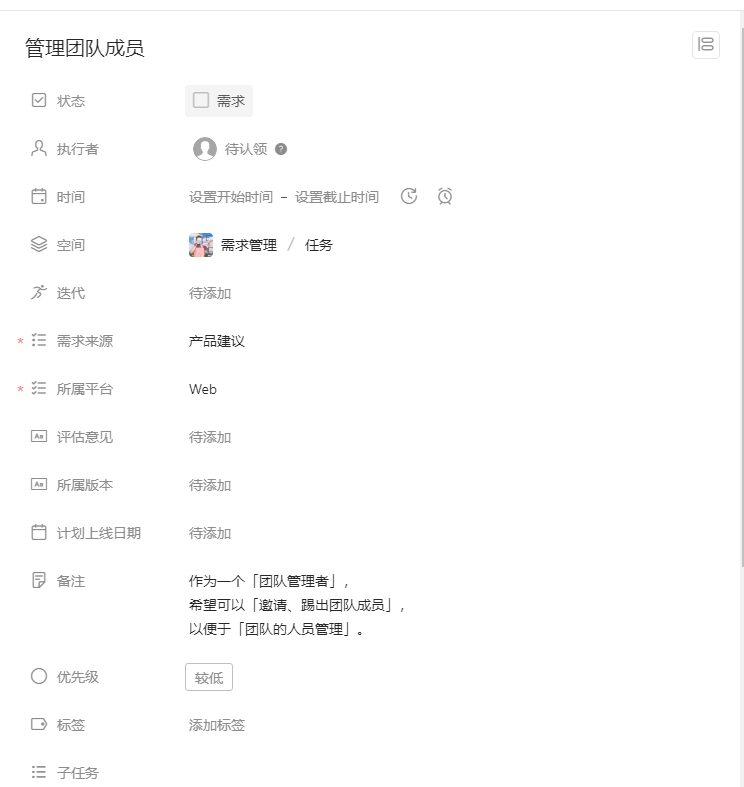 管理团队成员
状态 需求
执行者 待认领 ?
时间 设置开始时间 - 设置截止时间
空间 需求管理 / 任务
迭代 待添加
* 需求来源 产品建议
* 所属平台 Web
评估意见 待添加
所属版本 待添加
计划上线日期 待添加
备注 作为一个「团队管理者」,
希望可以「邀请、踢出团队成员」,
以便于「团队的人员管理」。
优先级 较低
标签 添加标签
子任务